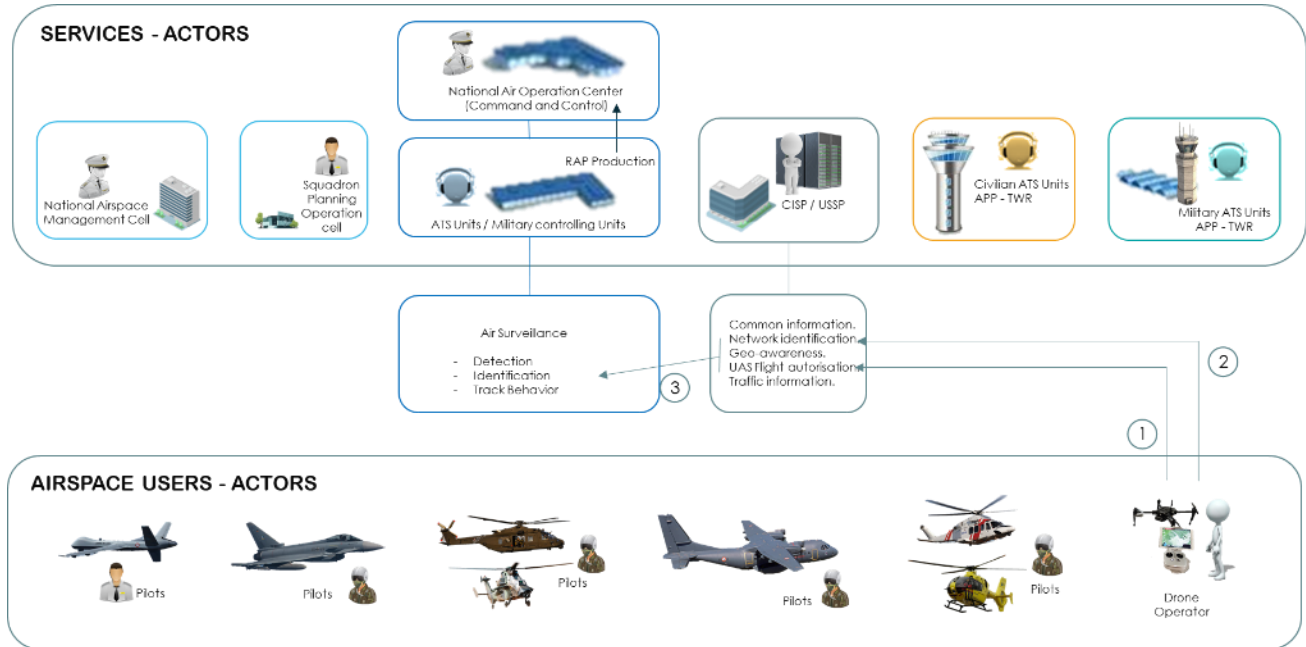 SERVICES - ACTORS
National Air Operation Center
(Command and Control)
RAP Production
National Airspace
Management Cell
Squadron
Planning
Operation
cell
ATS Units / Military controlling Units
CISP / USSP
Civilian ATS Units
APP - TWR
Military ATS Units
APP - TWR
Air Surveillance
- Detection
- Identification
- Track Behavior
3
Common information.
Network identification.
Geo-awareness.
UAS Flight autorisation.
Traffic information.
2
1
AIRSPACE USERS - ACTORS
Pilots
Pilots
Pilots
Pilots
Pilots
Drone
Operator